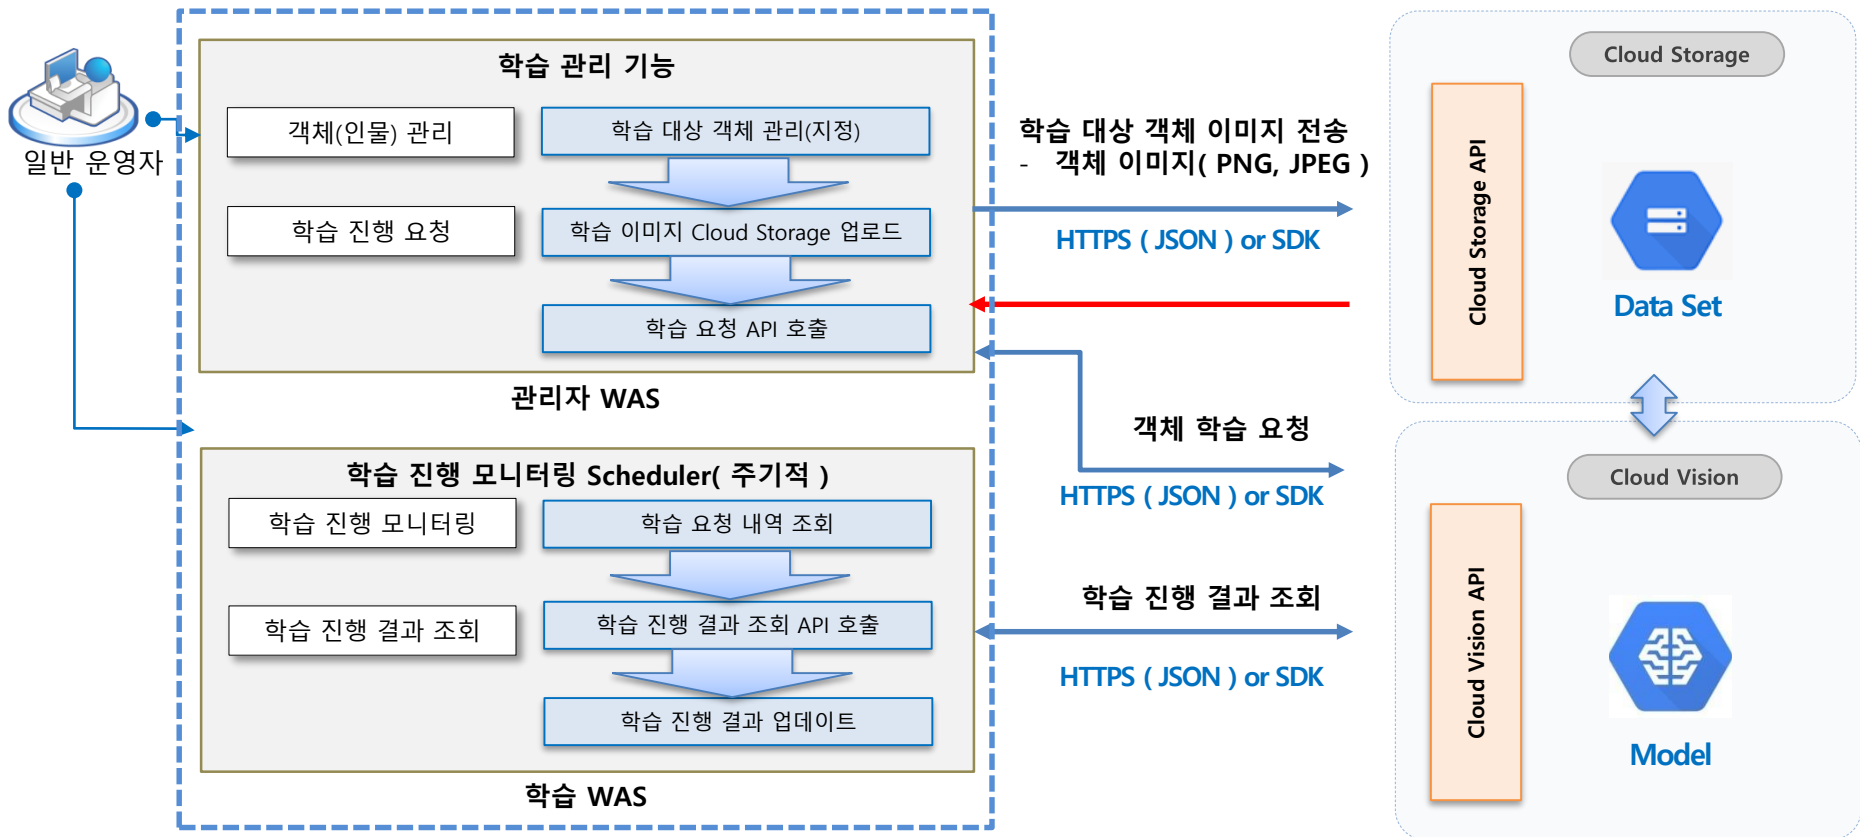 일반 운영자
학습 관리 기능
객체(인물) 관리
학습 대상 객체 관리(지정)
학습 진행 요청
학습 이미지 Cloud Storage 업로드
학습 요청 API 호출
관리자 WAS
학습 진행 모니터링 Scheduler( 주기적 )
학습 진행 모니터링
학습 요청 내역 조회
학습 진행 결과 조회
학습 진행 결과 조회 API 호출
학습 진행 결과 업데이트
학습 WAS
학습 대상 객체 이미지 전송
- 객체 이미지( PNG, JPEG )
HTTPS ( JSON ) or SDK
객체 학습 요청
HTTPS ( JSON ) or SDK
학습 진행 결과 조회
HTTPS ( JSON ) or SDK
Cloud Storage
Cloud Storage API
Data Set
Cloud Vision
Cloud Vision API
Model